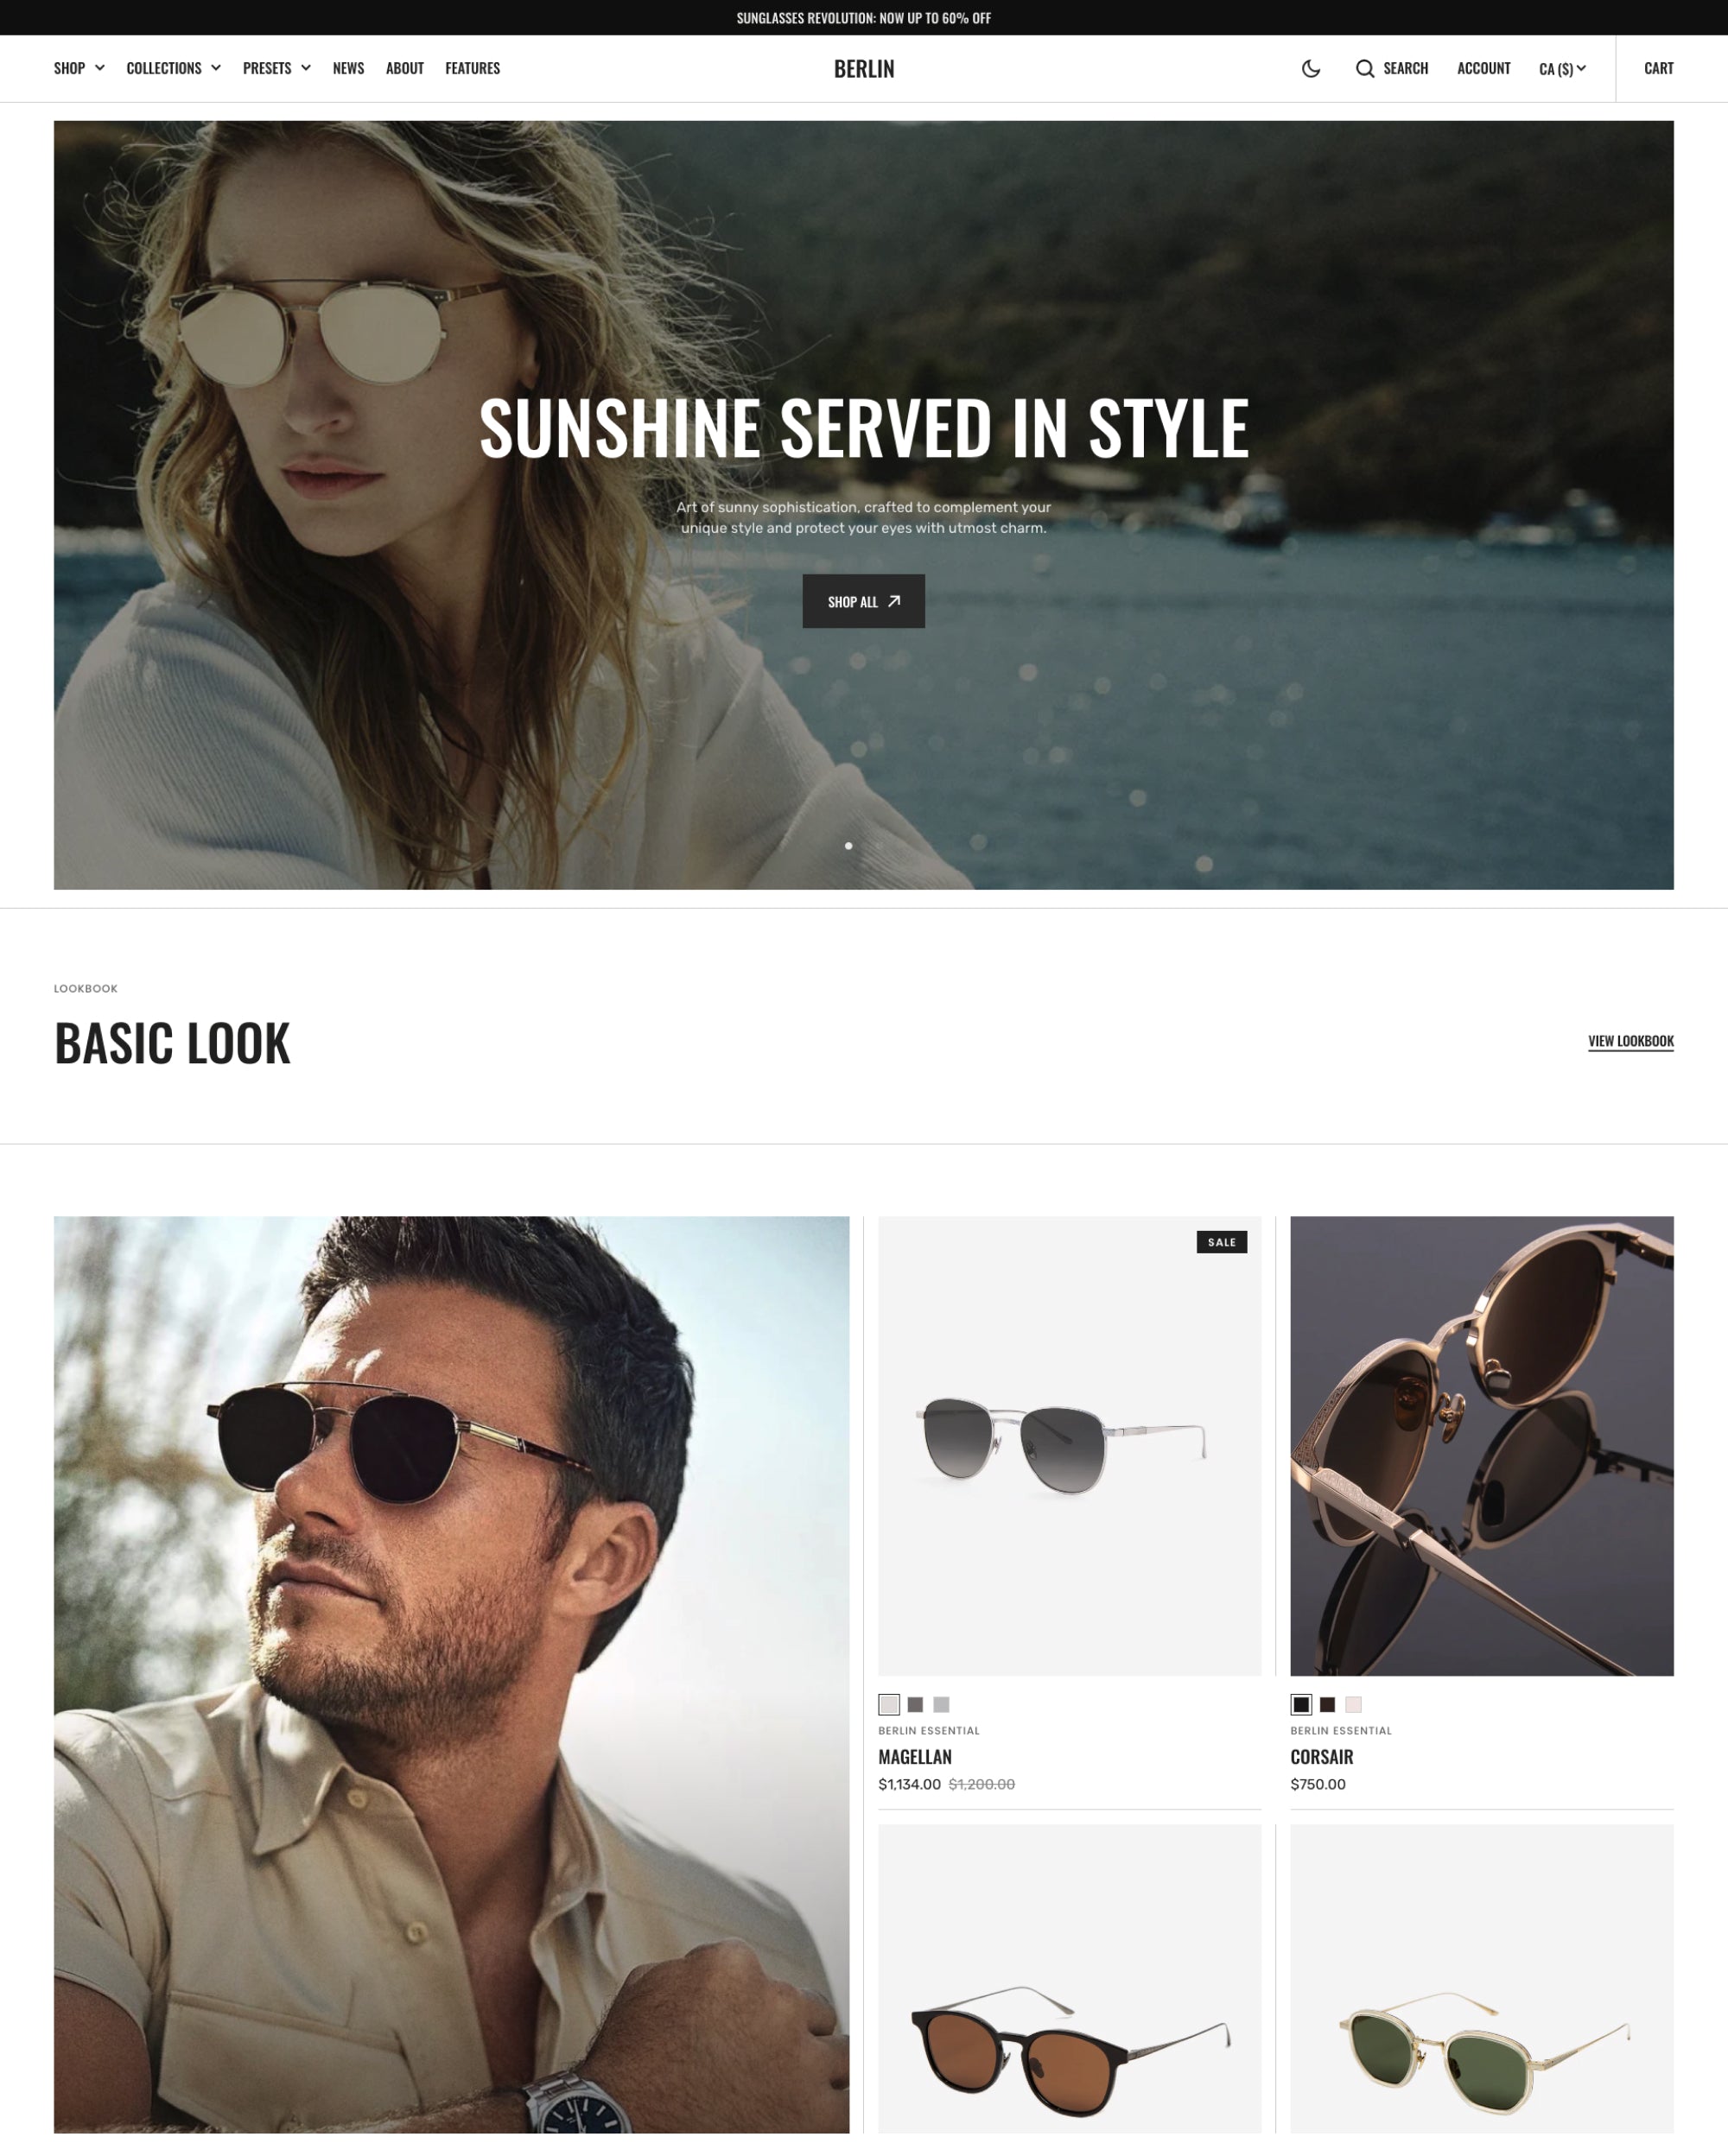 SUNGLASSES REVOLUTION: NOW UP TO 60% OFF
SHOP COLLECTIONS PRESETS NEWS ABOUT FEATURES BERLIN SEARCH ACCOUNT CA ($) CART
SUNSHINE SERVED IN STYLE
Art of sunny sophistication, crafted to complement your
unique style and protect your eyes with utmost charm.
SHOP ALL
LOOKBOOK
BASIC LOOK
VIEW LOOKBOOK
SALE
BERLIN ESSENTIAL
MAGELLAN
$1,134.00 $1,200.00
BERLIN ESSENTIAL
CORSAIR
$750.00